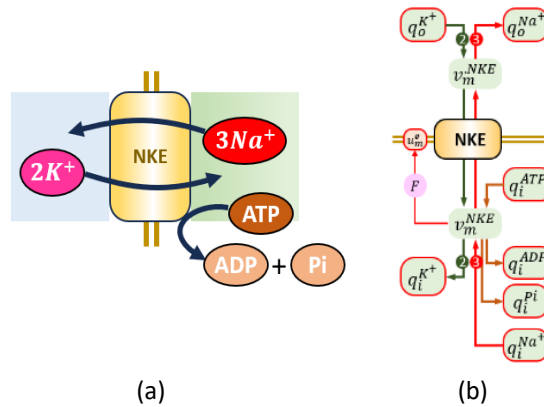 NKE
3Na⁺
2K⁺
ATP
ADP + Pi
(a)
q_o^{K⁺}
q_o^{Na⁺}
2 3
v_m^{NKE}
u_m^ø
NKE
F
q_i^{ATP}
v_m^{NKE}
q_i^{ADP}
2 3
q_i^{K⁺}
q_i^{Pi}
q_i^{Na⁺}
(b)